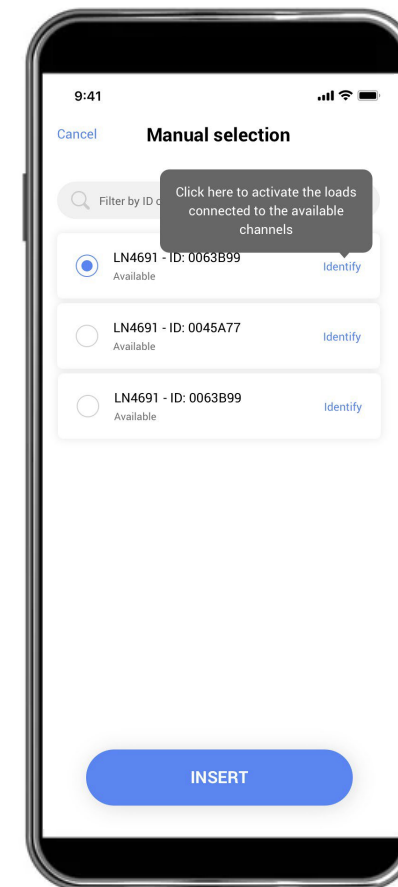 9:41
Cancel
Manual selection
Filter by ID
Click here to activate the loads
connected to the available
channels
LN4691 - ID: 0063B99
Available
Identify
LN4691 - ID: 0045A77
Available
Identify
LN4691 - ID: 0063B99
Available
Identify
INSERT